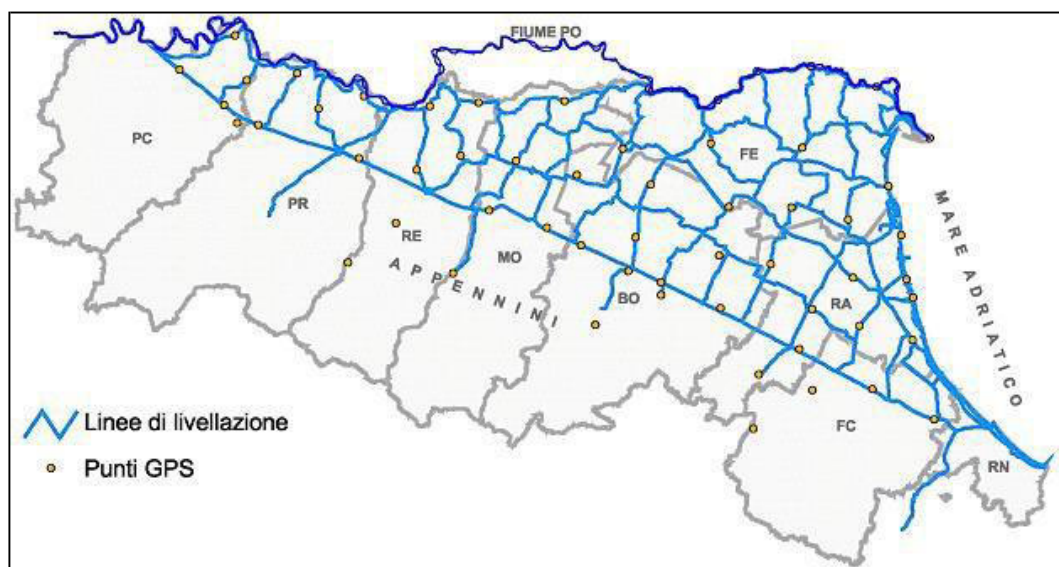 FIUME PO
PC
FE
PR
RE
MO
APPENNINI
BO
RA
MARE ADRIATICO
FC
RN
Linee di livellazione
Punti GPS